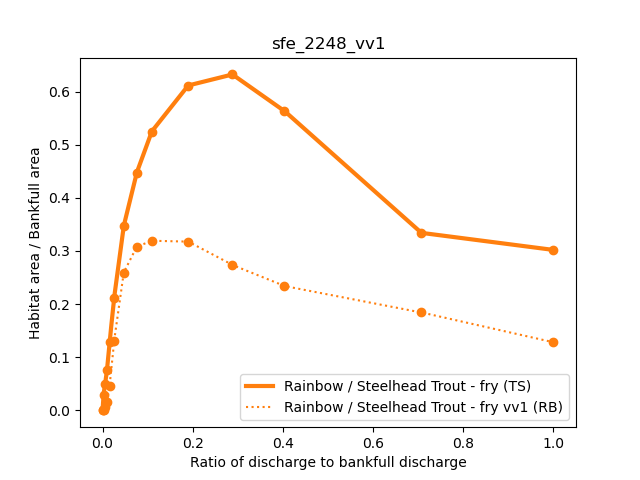 sfe_2248_vv1
Habitat area / Bankfull area
0.6
0.5
0.4
0.3
0.2
0.1
0.0
Rainbow / Steelhead Trout - fry (TS)
Rainbow / Steelhead Trout - fry vv1 (RB)
0.0 0.2 0.4 0.6 0.8 1.0
Ratio of discharge to bankfull discharge